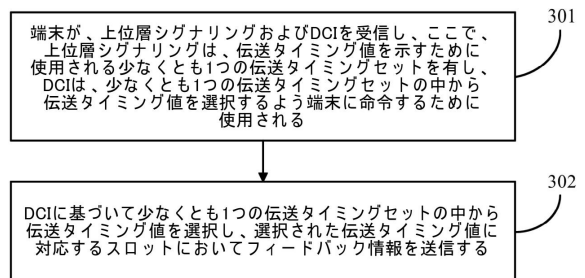 301
端末が、上位層シグナリングおよびDCIを受信し、ここで、
上位層シグナリングは、伝送タイミング値を示すために
使用される少なくとも1つの伝送タイミングセットを有し、
DCIは、少なくとも1つの伝送タイミングセットの中から
伝送タイミング値を選択するよう端末に命令するために
使用される
302
DCIに基づいて少なくとも1つの伝送タイミングセットの中から
伝送タイミング値を選択し、選択された伝送タイミング値に
対応するスロットにおいてフィードバック情報を送信する